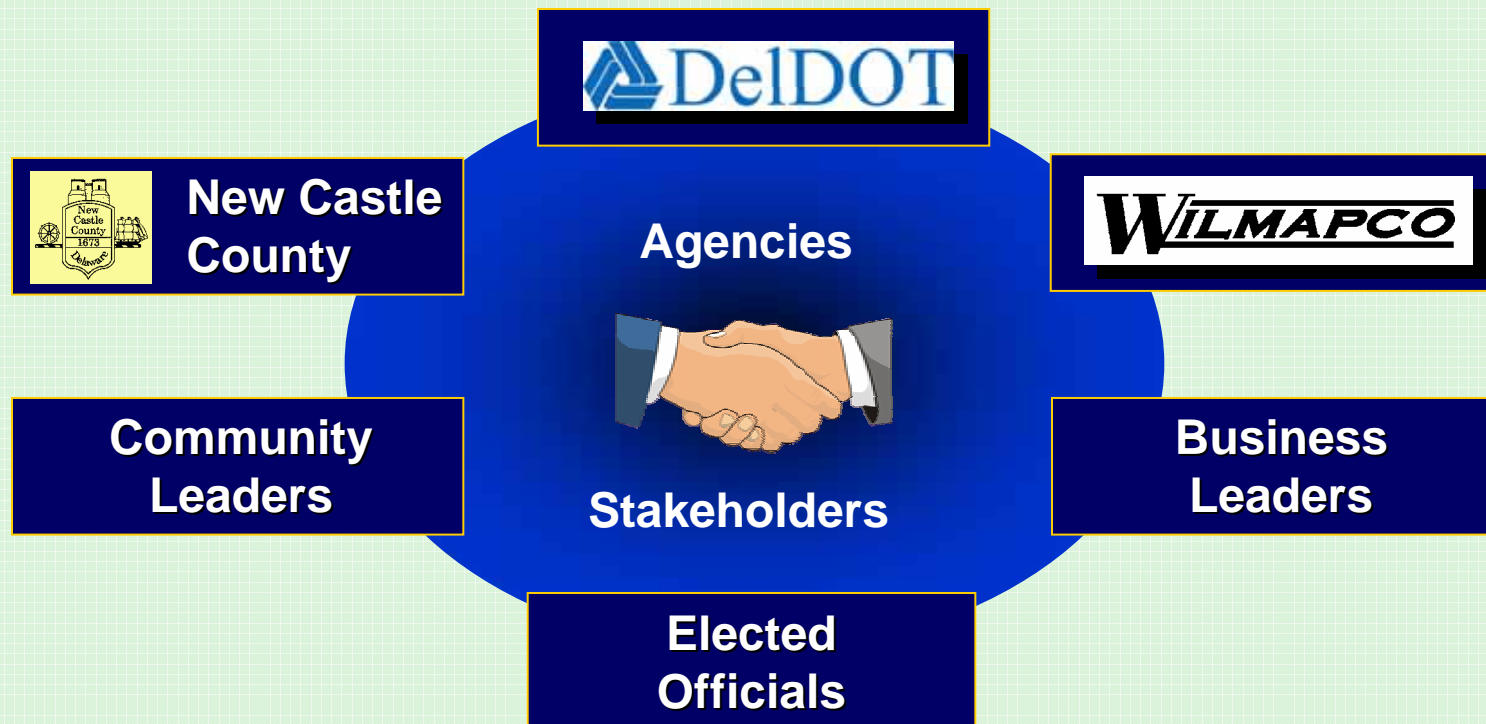 DelDOT
New
Castle
County
1673
Delaware
New Castle
County
WILMAPCO
Agencies
Community
Leaders
Business
Leaders
Stakeholders
Elected
Officials